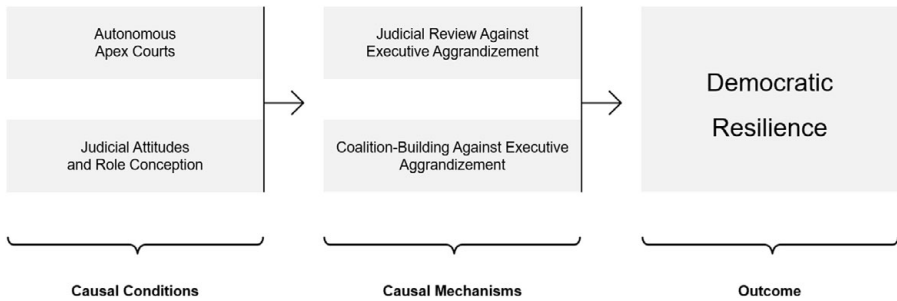 Autonomous
Apex Courts
Judicial Attitudes
and Role Conception
Judicial Review Against
Executive Aggrandizement
Coalition-Building Against Executive
Aggrandizement
Democratic
Resilience
Causal Conditions
Causal Mechanisms
Outcome